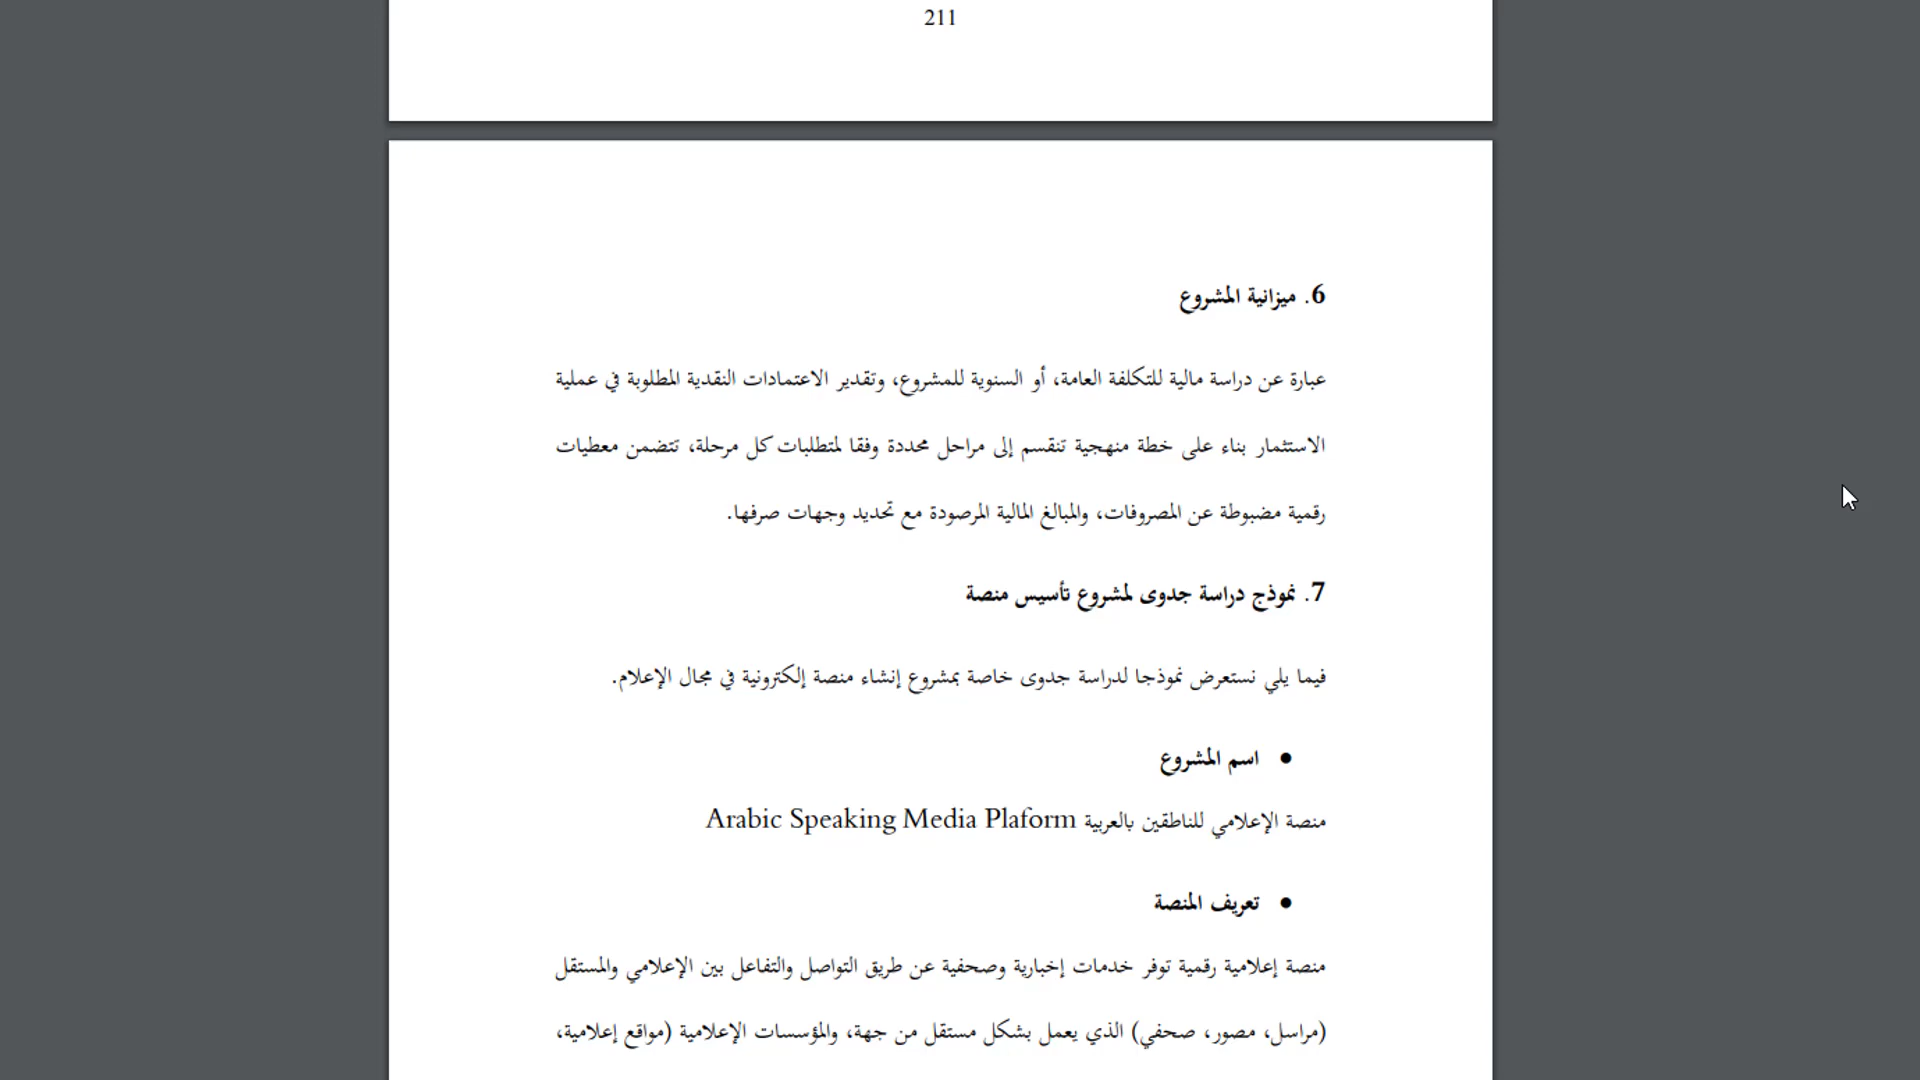 211
6. ميزانية المشروع
عبارة عن دراسة مالية للتكلفة العامة، أو السنوية للمشروع، وتقدير الاعتمادات النقدية المطلوبة في عملية
الاستثمار بناء على خطة منهجية تنقسم إلى مراحل محددة وفقا لمتطلبات كل مرحلة، تتضمن معطيات
رقمية مضبوطة عن المصروفات، والمبالغ المالية المرصودة مع تحديد وجهات صرفها.
7. نموذج دراسة جدوى لمشروع تأسيس منصة
فيما يلي نستعرض نموذجا لدراسة جدوى خاصة بمشروع إنشاء منصة إلكترونية في مجال الإعلام.
● اسم المشروع
منصة الإعلامي للناطقين بالعربية Arabic Speaking Media Plaform
● تعريف المنصة
منصة إعلامية رقمية توفر خدمات إخبارية وصحفية عن طريق التواصل والتفاعل بين الإعلامي والمستقل
(مراسل، مصور، صحفي) الذي يعمل بشكل مستقل من جهة، والمؤسسات الإعلامية (مواقع إعلامية،